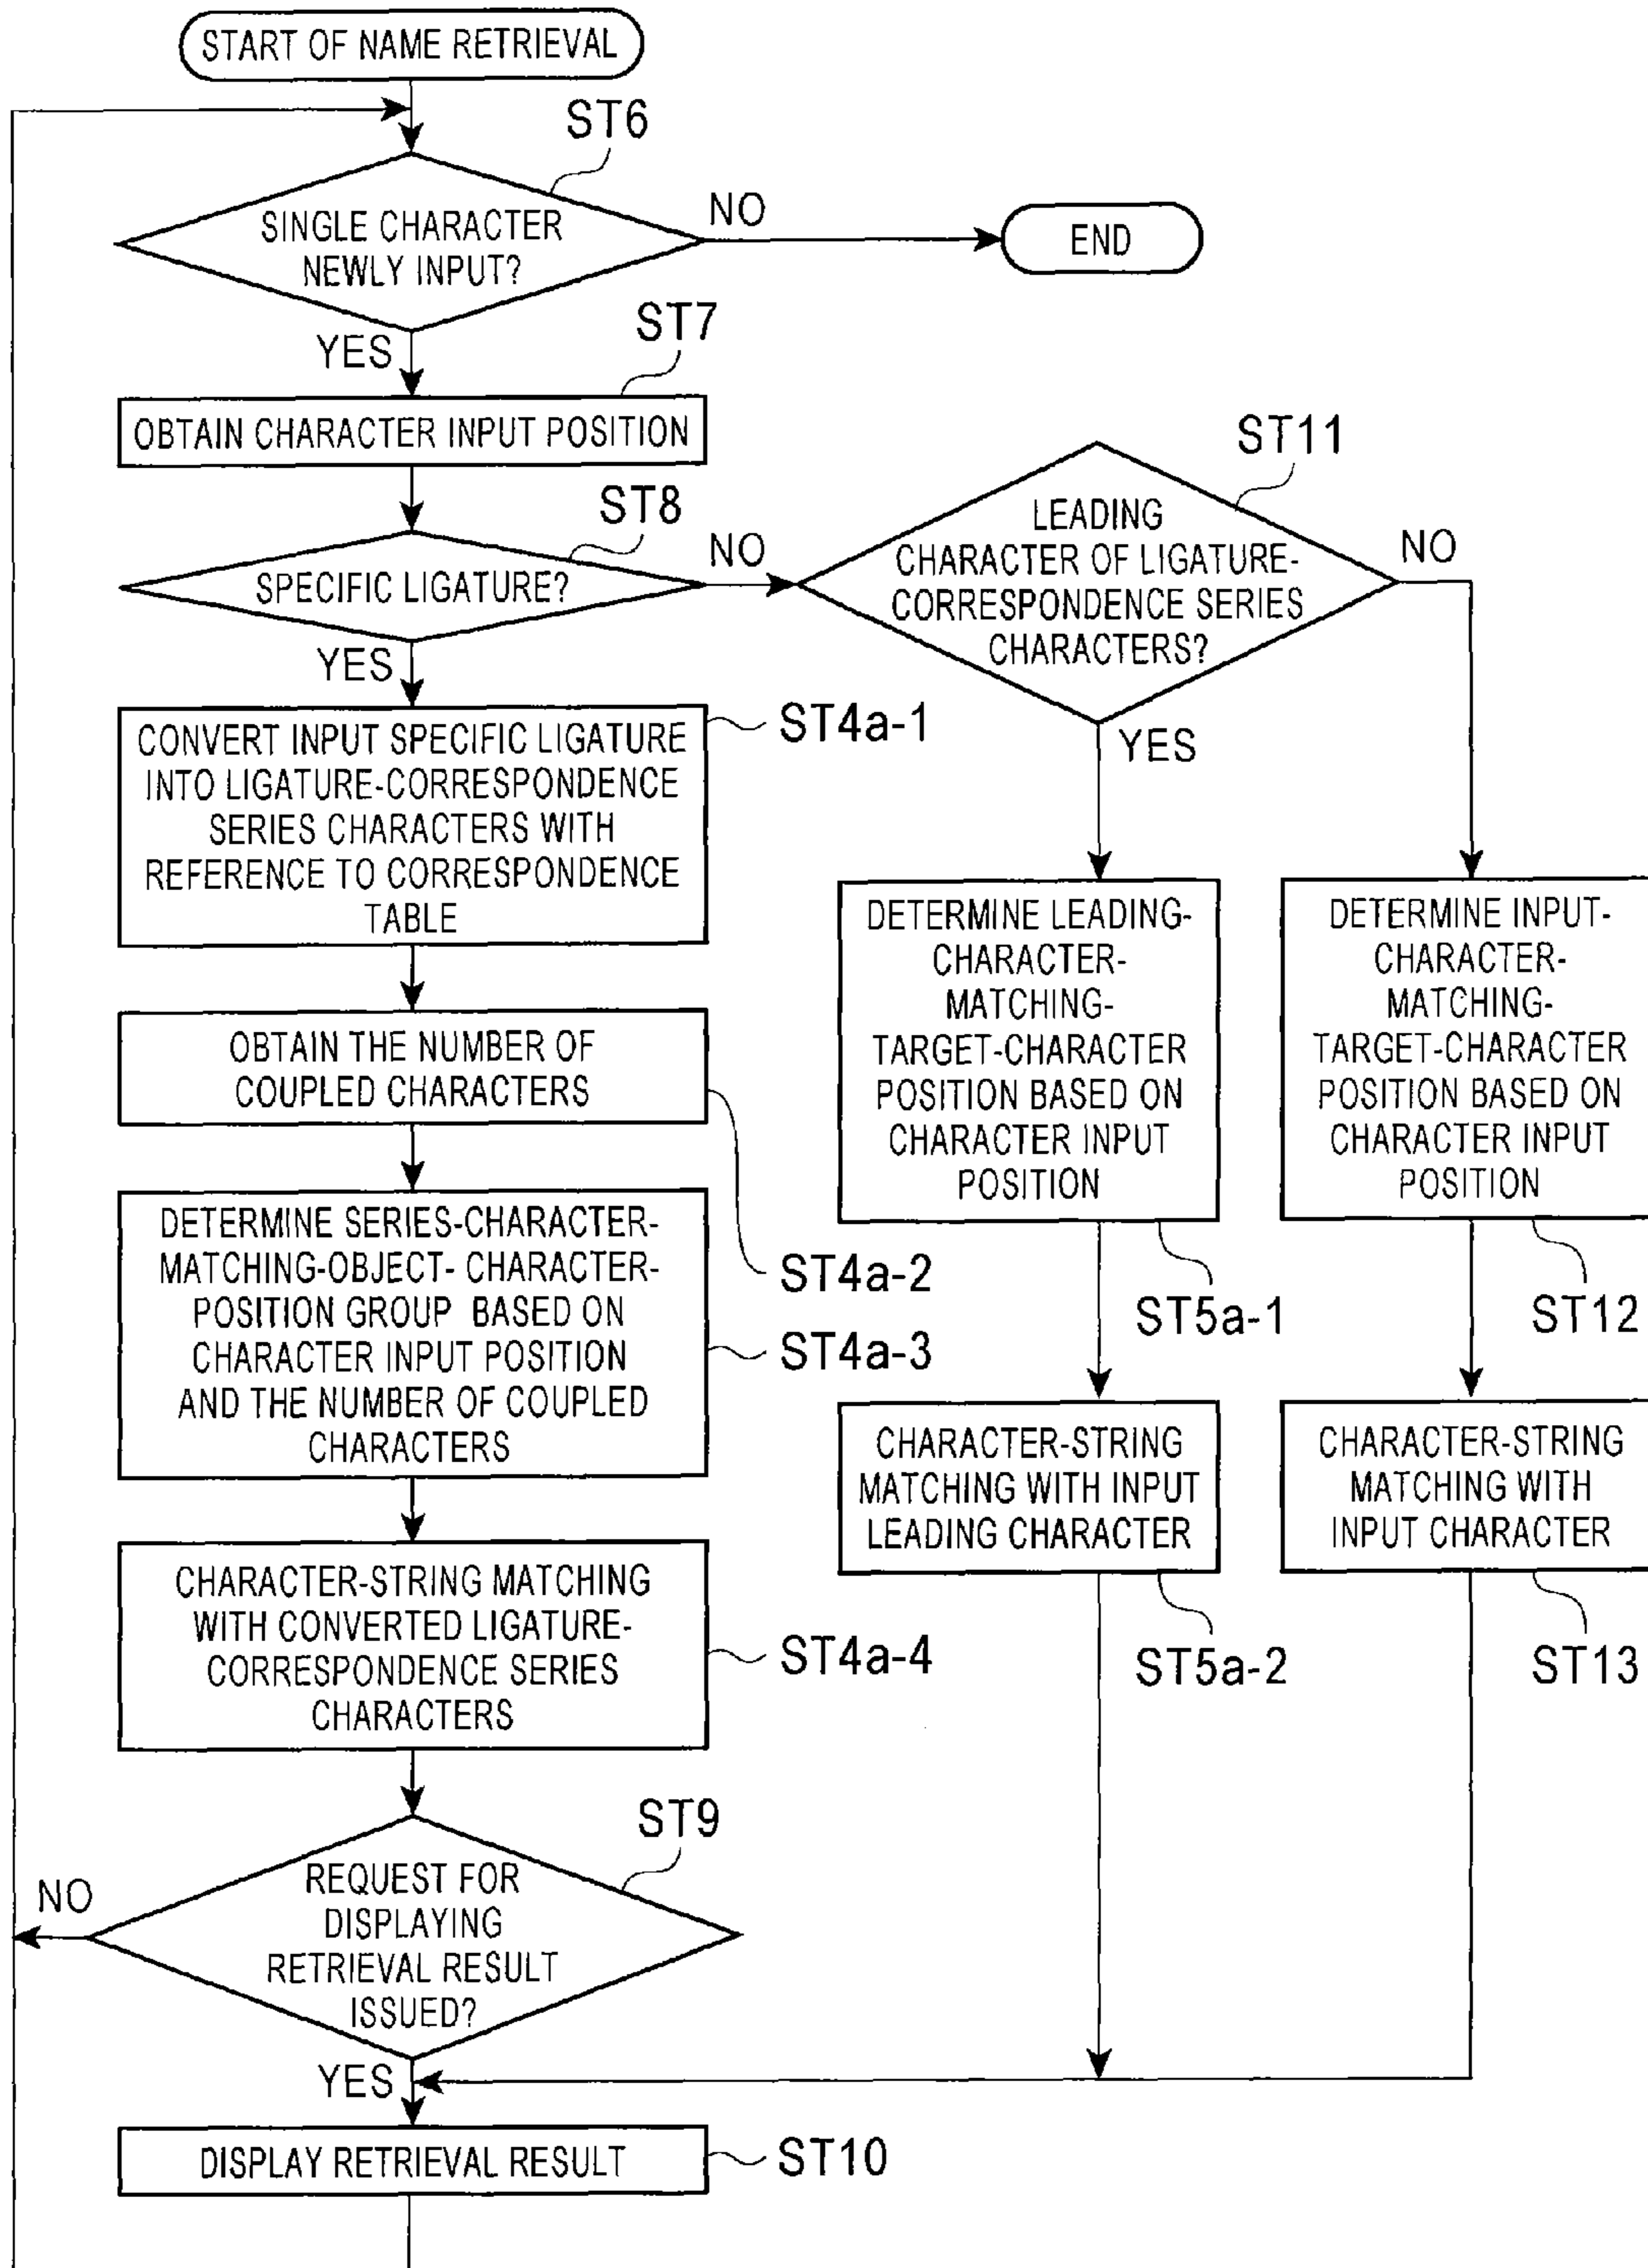 START OF NAME RETRIEVAL
ST6
SINGLE CHARACTER
NEWLY INPUT?
NO
END
YES
ST7
OBTAIN CHARACTER INPUT POSITION
ST8
SPECIFIC LIGATURE?
NO
YES
ST11
LEADING
CHARACTER OF LIGATURE-
CORRESPONDENCE SERIES
CHARACTERS?
NO
YES
CONVERT INPUT SPECIFIC LIGATURE
INTO LIGATURE-CORRESPONDENCE
SERIES CHARACTERS WITH
REFERENCE TO CORRESPONDENCE
TABLE
ST4a-1
OBTAIN THE NUMBER OF
COUPLED CHARACTERS
ST4a-2
DETERMINE SERIES-CHARACTER-
MATCHING-OBJECT- CHARACTER-
POSITION GROUP BASED ON
CHARACTER INPUT POSITION
AND THE NUMBER OF COUPLED
CHARACTERS
ST4a-3
CHARACTER-STRING MATCHING
WITH CONVERTED LIGATURE-
CORRESPONDENCE SERIES
CHARACTERS
ST4a-4
DETERMINE LEADING-
CHARACTER-
MATCHING-
TARGET-CHARACTER
POSITION BASED ON
CHARACTER INPUT
POSITION
ST5a-1
CHARACTER-STRING
MATCHING WITH INPUT
LEADING CHARACTER
ST5a-2
DETERMINE INPUT-
CHARACTER-
MATCHING-
TARGET-CHARACTER
POSITION BASED ON
CHARACTER INPUT
POSITION
ST12
CHARACTER-STRING
MATCHING WITH
INPUT CHARACTER
ST13
ST9
REQUEST FOR
DISPLAYING
RETRIEVAL RESULT
ISSUED?
NO
YES
DISPLAY RETRIEVAL RESULT
ST10